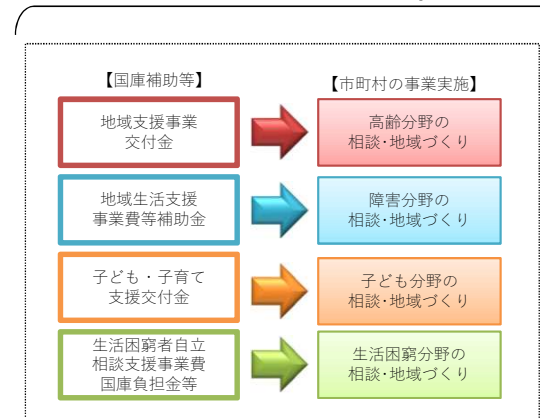 【国庫補助等】
【市町村の事業実施】
地域支援事業
交付金
高齢分野の
相談･地域づくり
地域生活支援
事業費等補助金
障害分野の
相談･地域づくり
子ども・子育て
支援交付金
子ども分野の
相談･地域づくり
生活困窮者自立
相談支援事業費
国庫負担金等
生活困窮分野の
相談･地域づくり